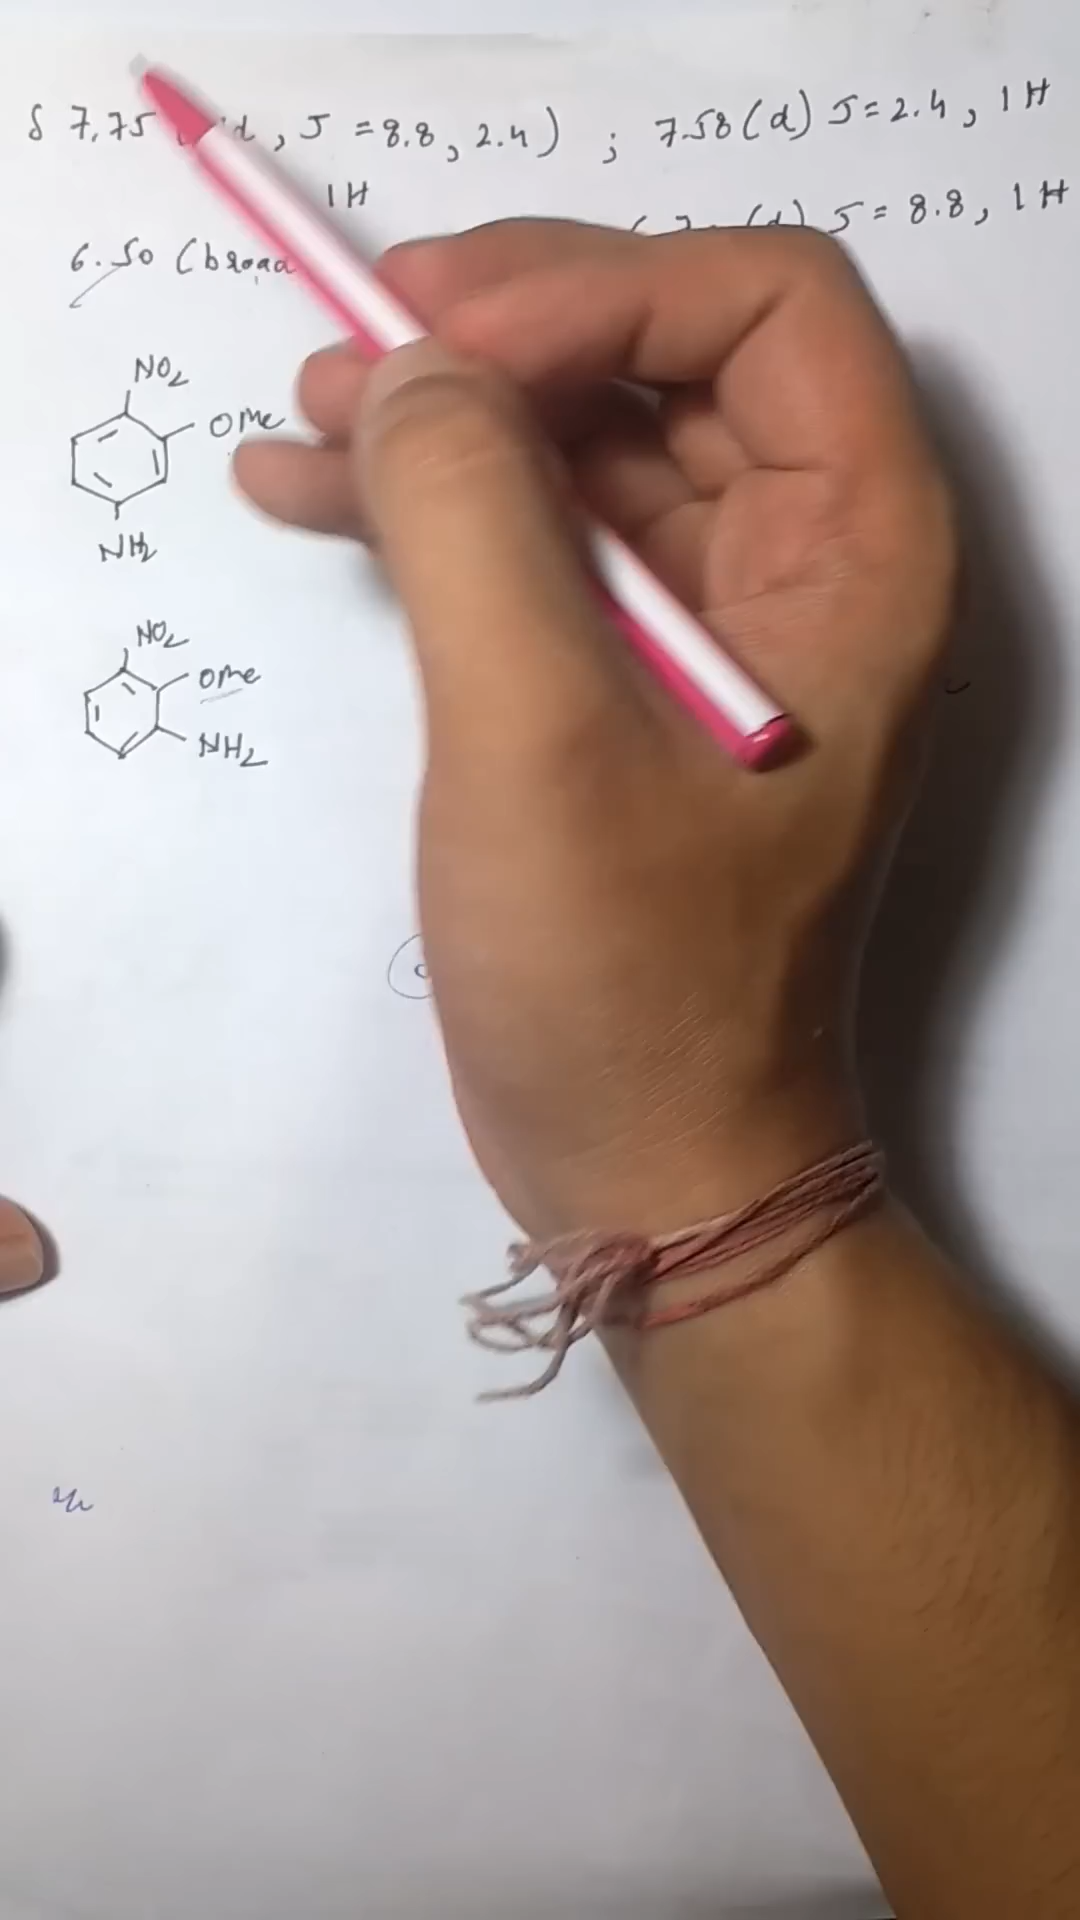 δ 7.75 d, J = 8.8, 2.4) ; 7.58 (d) J = 2.4, 1H
1H
(d) J = 8.8, 1H
6.50 (broad
NO2
OMe
NH2
NO2
OMe
NH2